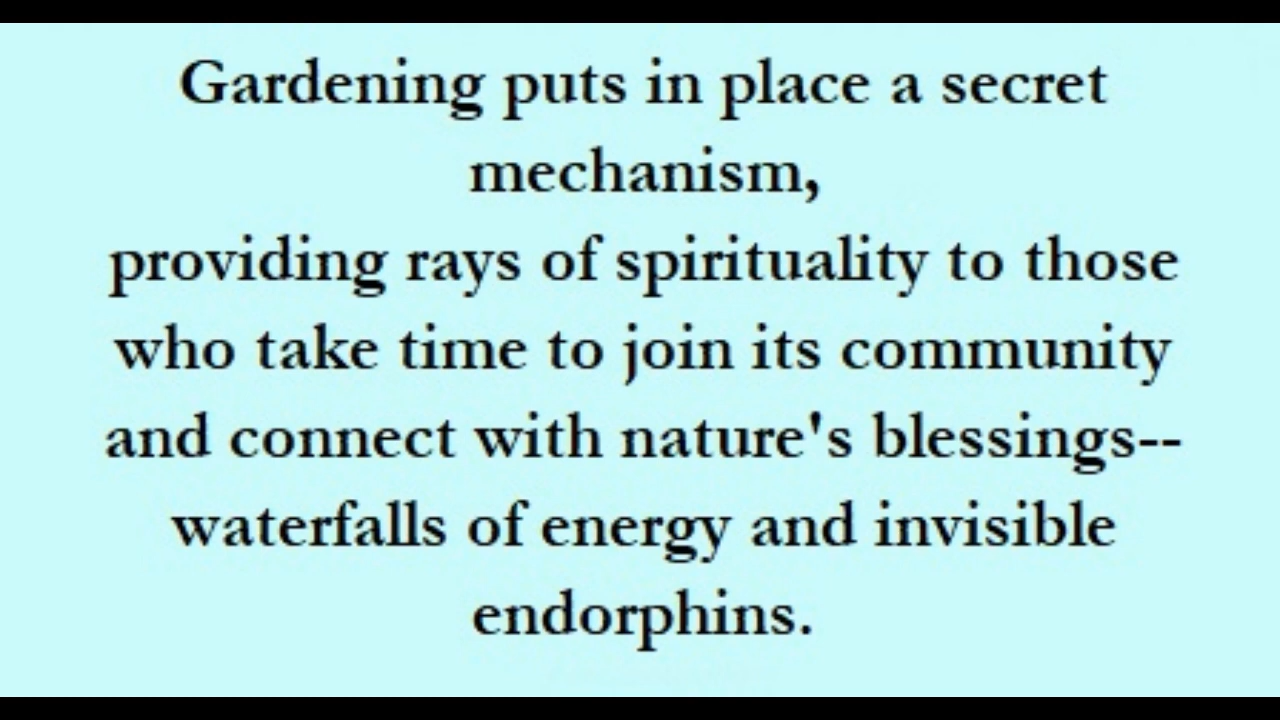 Gardening puts in place a secret
mechanism,
providing rays of spirituality to those
who take time to join its community
and connect with nature's blessings--
waterfalls of energy and invisible
endorphins.